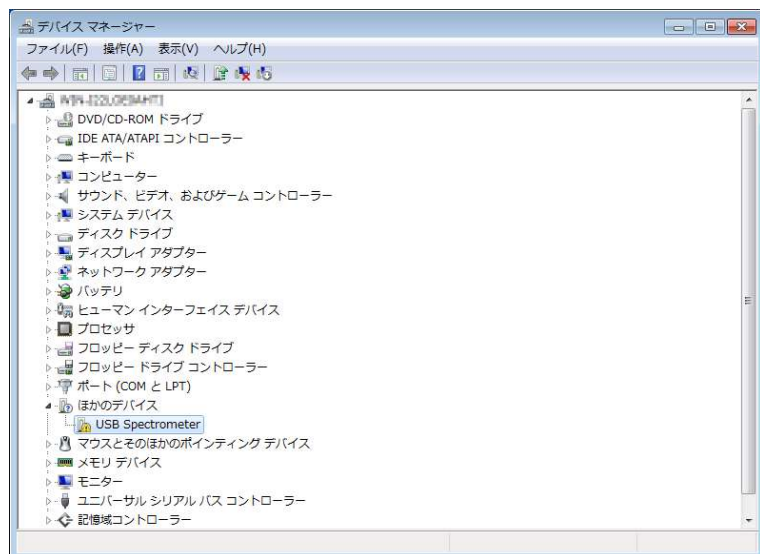 デバイス マネージャー
ファイル(F) 操作(A) 表示(V) ヘルプ(H)
DVD/CD-ROM ドライブ
IDE ATA/ATAPI コントローラー
キーボード
コンピューター
サウンド、ビデオ、およびゲーム コントローラー
システム デバイス
ディスク ドライブ
ディスプレイ アダプター
ネットワーク アダプター
バッテリ
ヒューマン インターフェイス デバイス
プロセッサ
フロッピー ディスク ドライブ
フロッピー ドライブ コントローラー
ポート (COM と LPT)
ほかのデバイス
USB Spectrometer
マウスとそのほかのポインティング デバイス
メモリ デバイス
モニター
ユニバーサル シリアル バス コントローラー
記憶域コントローラー